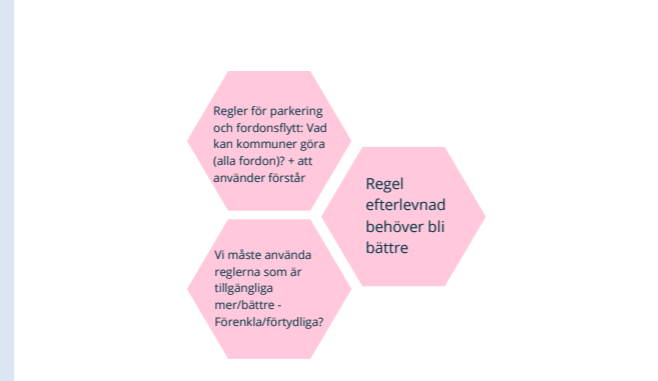 Regler för parkering
och fordonsflytt: Vad
kan kommuner göra
(alla fordon)? + att
använder förstår
Regel
efterlevnad
behöver bli
bättre
Vi måste använda
reglerna som är
tillgängliga
mer/bättre -
Förenkla/förtydliga?